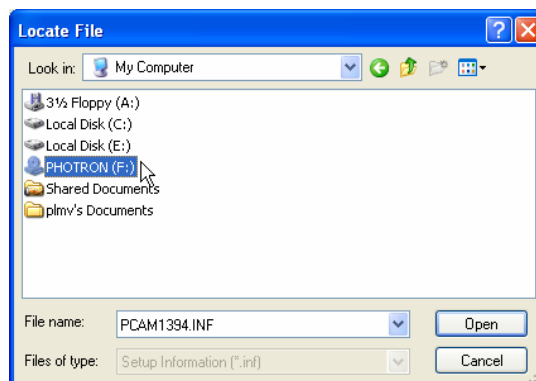 Locate File
Look in: My Computer
3½ Floppy (A:)
Local Disk (C:)
Local Disk (E:)
PHOTRON (F:)
Shared Documents
plmv's Documents
File name: PCAM1394.INF Open
Files of type: Setup Information (*.inf) Cancel